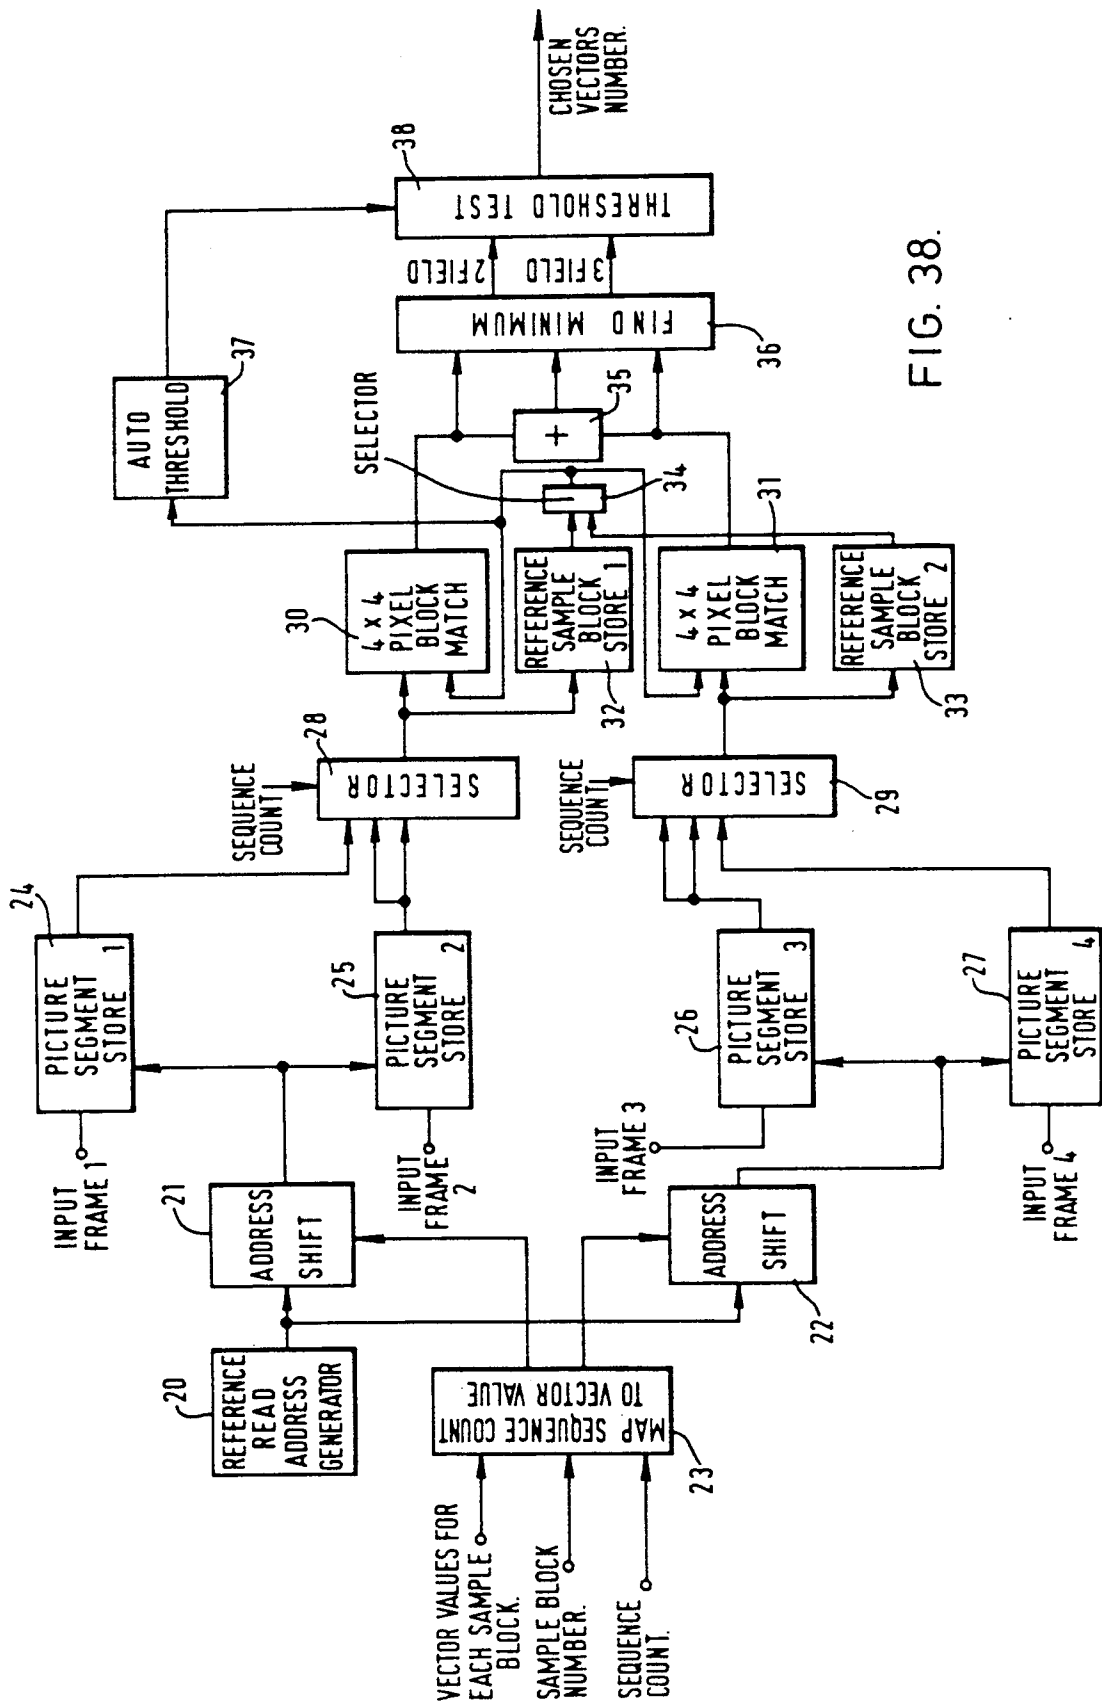 VECTOR VALUES FOR
EACH SAMPLE
BLOCK.
SAMPLE BLOCK
NUMBER.
SEQUENCE
COUNT.
MAP SEQUENCE COUNT
TO VECTOR VALUE
23
20
REFERENCE
READ
ADDRESS
GENERATOR
21
ADDRESS
SHIFT
ADDRESS
SHIFT
22
INPUT
FRAME 1
INPUT
FRAME
2
INPUT
FRAME 3
INPUT
FRAME 4
24
PICTURE
SEGMENT
STORE 1
25
PICTURE
SEGMENT
STORE 2
26
PICTURE
SEGMENT
STORE 3
27
PICTURE
SEGMENT
STORE 4
SEQUENCE
COUNT
28
SELECTOR
SEQUENCE
COUNT
SELECTOR
29
30
4 x 4
PIXEL
BLOCK
MATCH
REFERENCE
SAMPLE
BLOCK
STORE 1
32
4 x 4
PIXEL
BLOCK
MATCH
31
REFERENCE
SAMPLE
BLOCK
STORE 2
33
SELECTOR
34
+
35
AUTO
THRESHOLD
37
FIND MINIMUM
36
2 FIELD
3 FIELD
THRESHOLD TEST
38
CHOSEN
VECTORS
NUMBER.
FIG. 38.